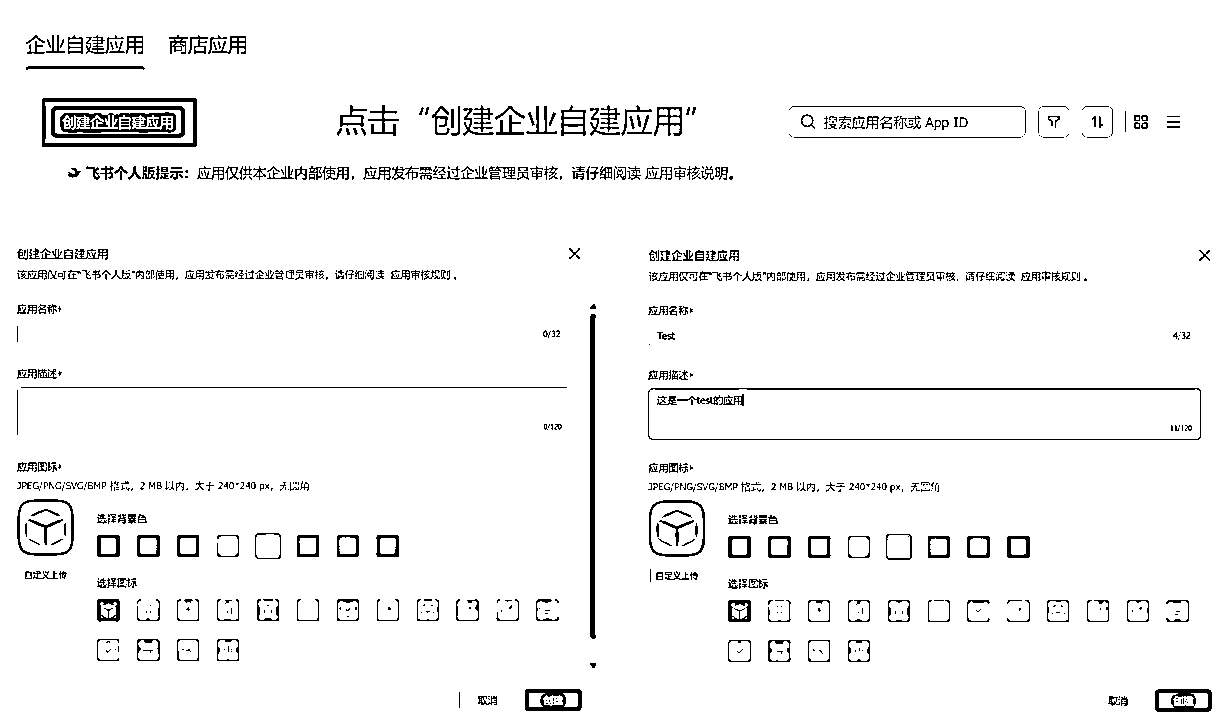 企业自建应用 商店应用
创建企业自建应用
点击“创建企业自建应用”
搜索应用名称或 App ID
飞书个人版提示：应用仅供本企业内部使用，应用发布需经过企业管理员审核，请仔细阅读 应用审核说明。
创建企业自建应用
该应用仅可在“飞书个人版”内部使用，应用发布需经过企业管理员审核，请仔细阅读 应用审核规则 。
应用名称*
0/32
应用描述*
0/120
应用图标*
JPEG/PNG/SVG/BMP 格式，2 MB 以内，大于 240*240 px，无圆角
选择背景色
自定义上传
选择图标
取消 创建
创建企业自建应用
该应用仅可在“飞书个人版”内部使用，应用发布需经过企业管理员审核，请仔细阅读 应用审核规则 。
应用名称*
Test 4/32
应用描述*
这是一个test的应用
11/120
应用图标*
JPEG/PNG/SVG/BMP 格式，2 MB 以内，大于 240*240 px，无圆角
选择背景色
自定义上传
选择图标
取消 创建